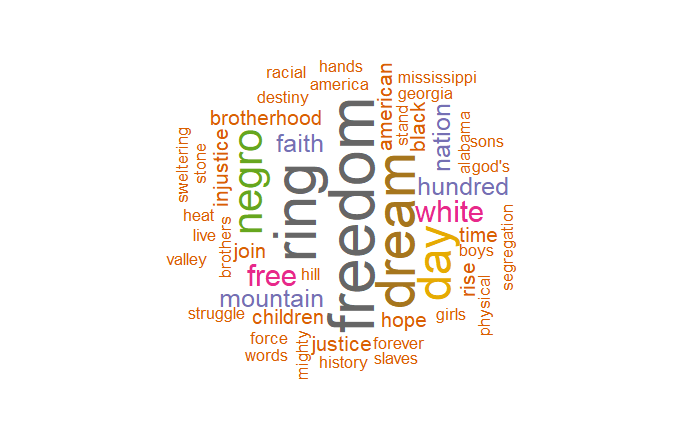 racial
hands
america
mississippi
destiny
georgia
brotherhood
american
stand
black
nation
alabama
sons
god's
sweltering
stone
injustice
negro
faith
ring
freedom
dream
hundred
white
day
time
boys
segregation
heat
live
brothers
join
valley
free
hill
rise
physical
mountain
struggle
children
hope
girls
force
words
mighty
justice
forever
history
slaves